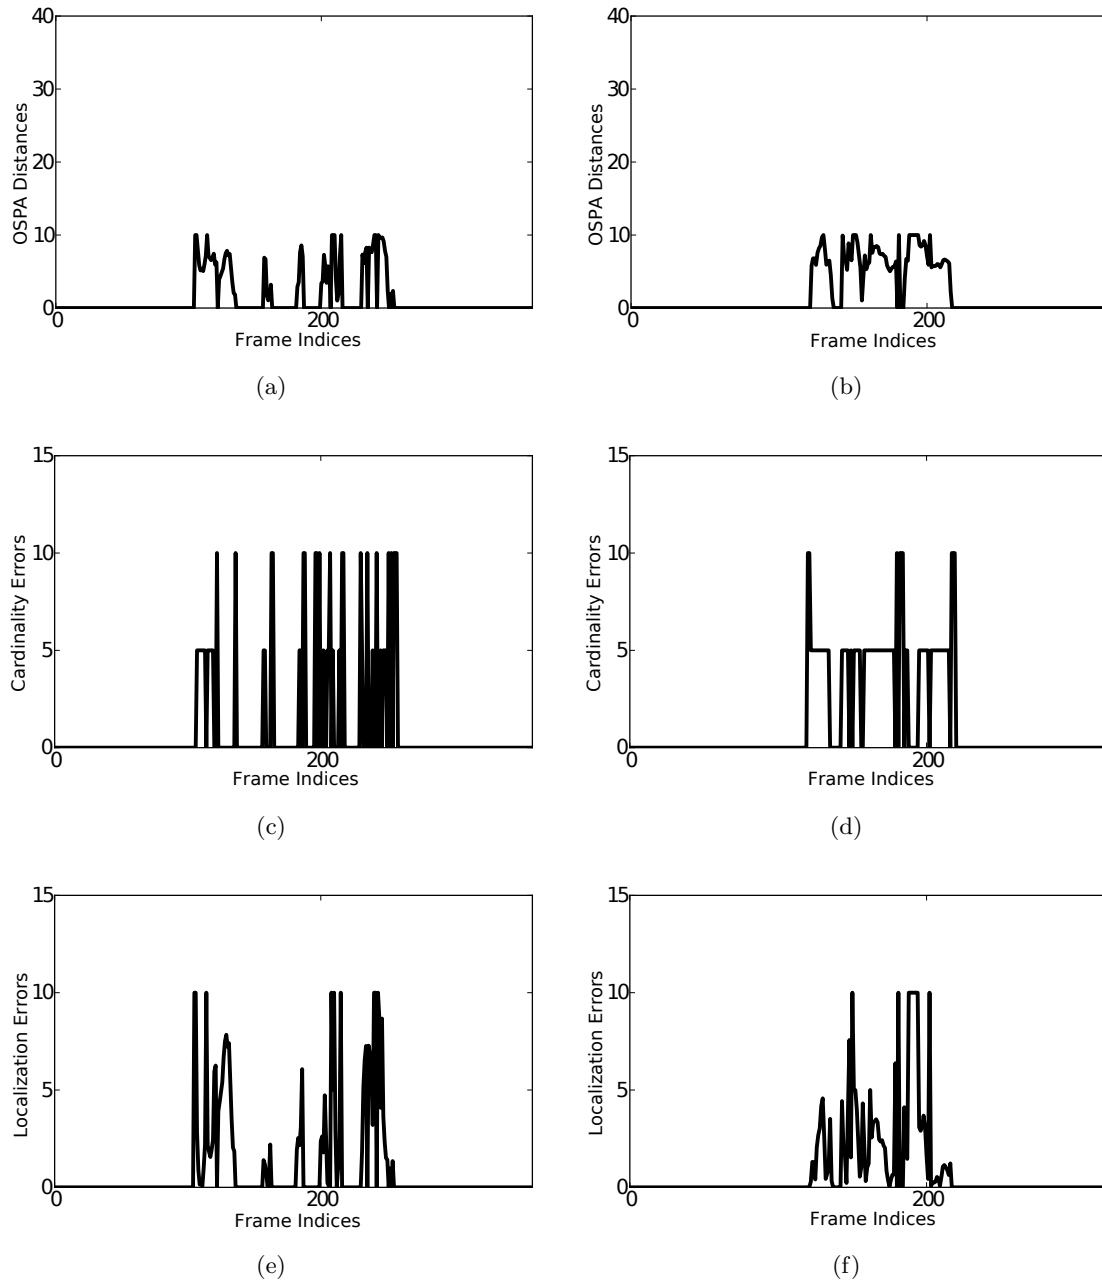 40
30
20
10
0
0
200
OSPA Distances
Frame Indices
(a)
40
30
20
10
0
0
200
OSPA Distances
Frame Indices
(b)
15
10
5
0
0
200
Cardinality Errors
Frame Indices
(c)
15
10
5
0
0
200
Cardinality Errors
Frame Indices
(d)
15
10
5
0
0
200
Localization Errors
Frame Indices
(e)
15
10
5
0
0
200
Localization Errors
Frame Indices
(f)